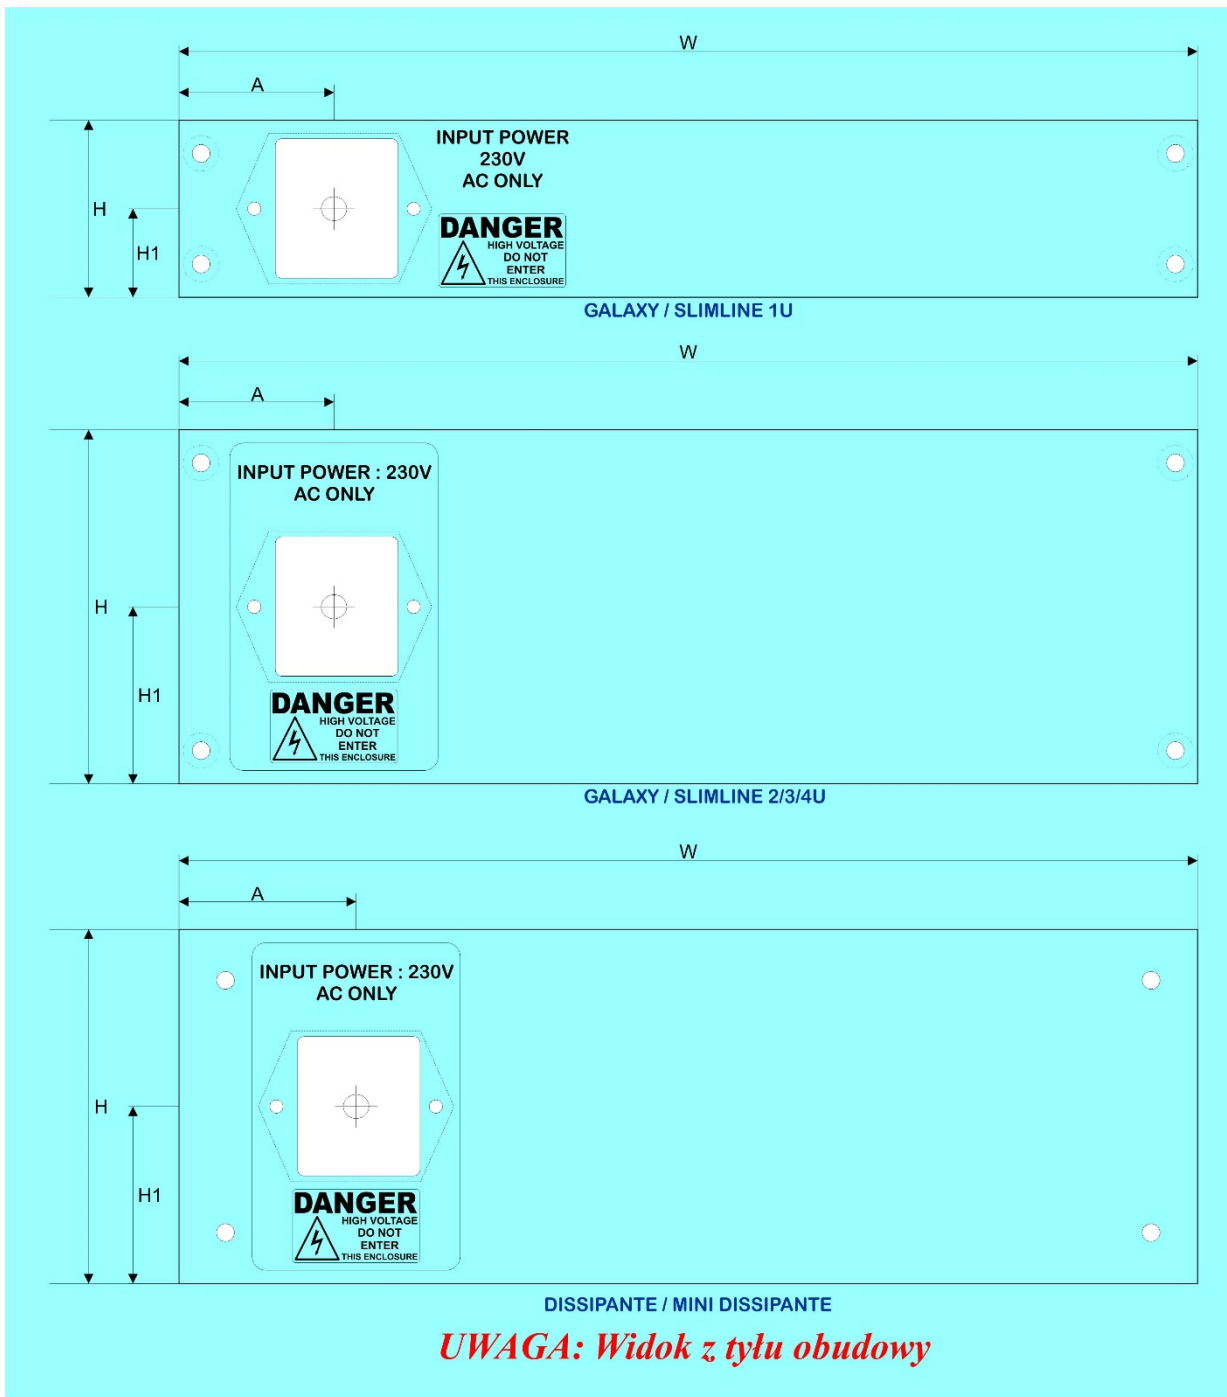 W
A
INPUT POWER
230V
AC ONLY
H
H1
DANGER
HIGH VOLTAGE
DO NOT
ENTER
THIS ENCLOSURE
GALAXY / SLIMLINE 1U
W
A
INPUT POWER : 230V
AC ONLY
H
H1
DANGER
HIGH VOLTAGE
DO NOT
ENTER
THIS ENCLOSURE
GALAXY / SLIMLINE 2/3/4U
W
A
INPUT POWER : 230V
AC ONLY
H
H1
DANGER
HIGH VOLTAGE
DO NOT
ENTER
THIS ENCLOSURE
DISSIPANTE / MINI DISSIPANTE
UWAGA: Widok z tyłu obudowy